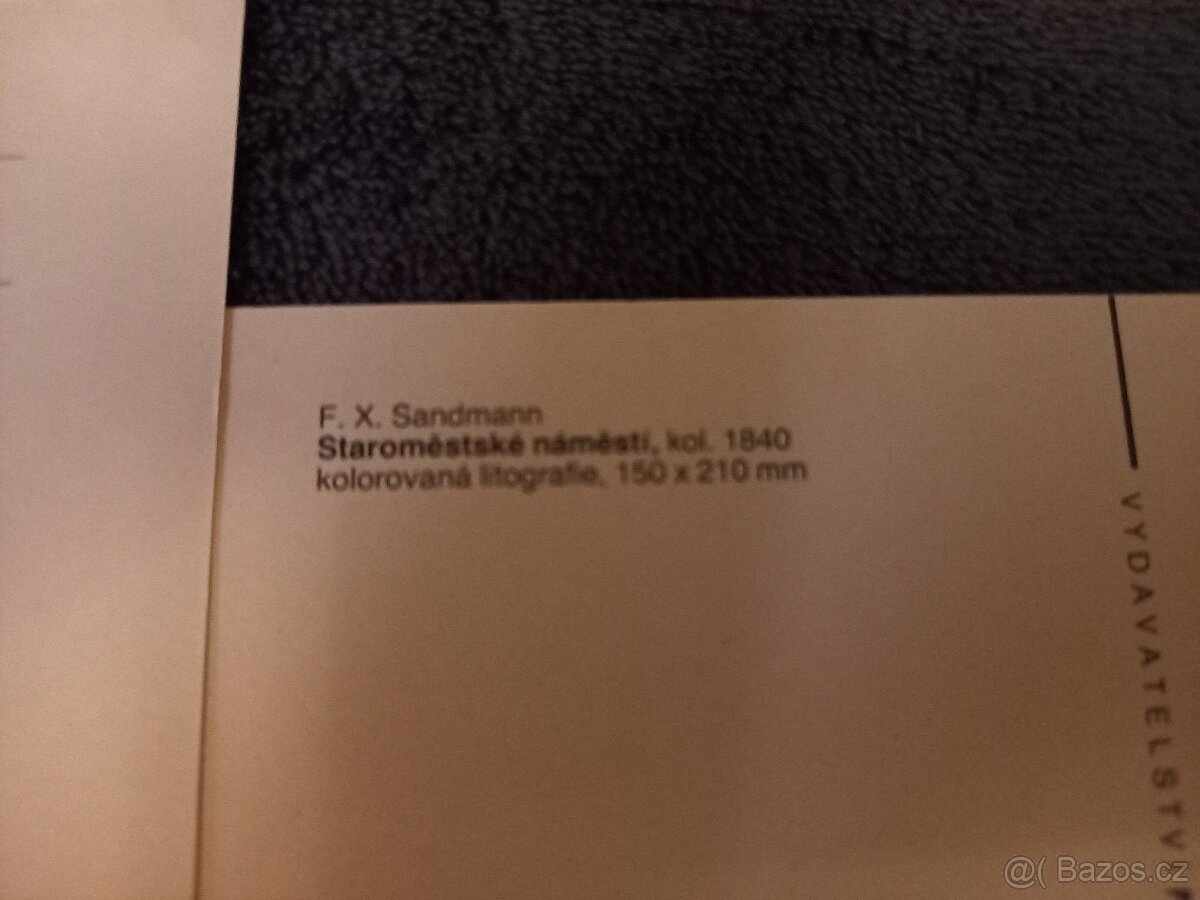 F. X. Sandmann
Staroměstské náměstí, kol. 1840
kolorovaná litografie, 150 x 210 mm
VYDAVATELSTV
@( Bazos.cz